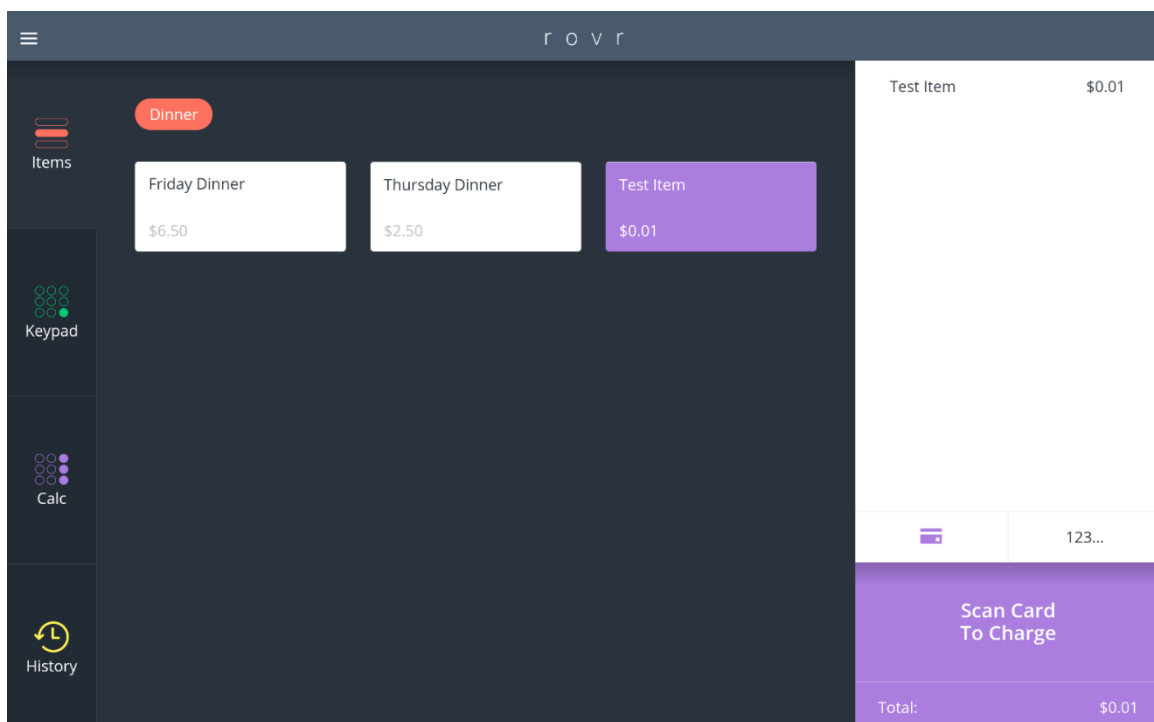 rovr
Items
Keypad
Calc
History
Dinner
Friday Dinner
$6.50
Thursday Dinner
$2.50
Test Item
$0.01
Test Item $0.01
123...
Scan Card
To Charge
Total: $0.01